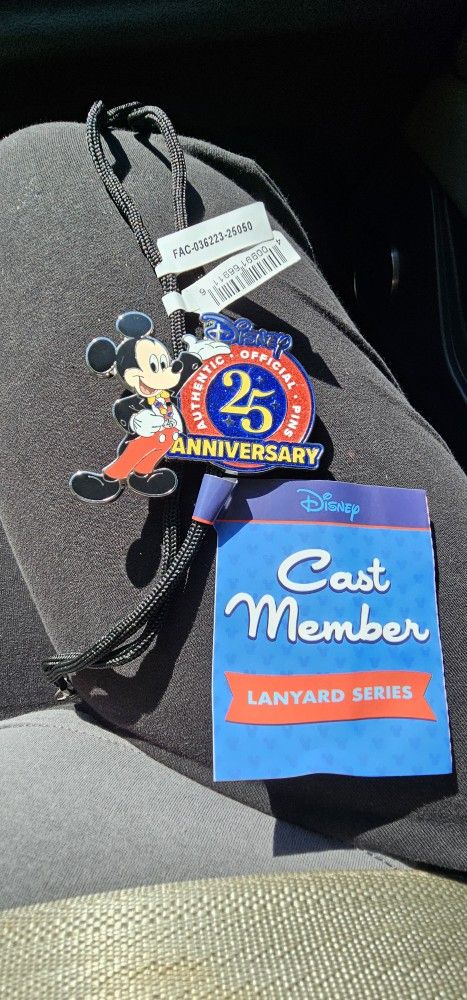 FAC-036223-25050
Disney
AUTHENTIC • OFFICIAL • PINS
25
ANNIVERSARY
Disney
Cast
Member
LANYARD SERIES